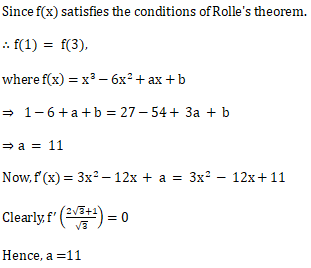 Since f(x) satisfies the conditions of Rolle's theorem.
∴ f(1) = f(3),
where f(x) = x³ – 6x² + ax + b
⇒ 1 – 6 + a + b = 27 – 54 + 3a + b
⇒ a = 11
Now, f'(x) = 3x² – 12x + a = 3x² – 12x + 11
Clearly, f'((2√3+1)/√3) = 0
Hence, a = 11